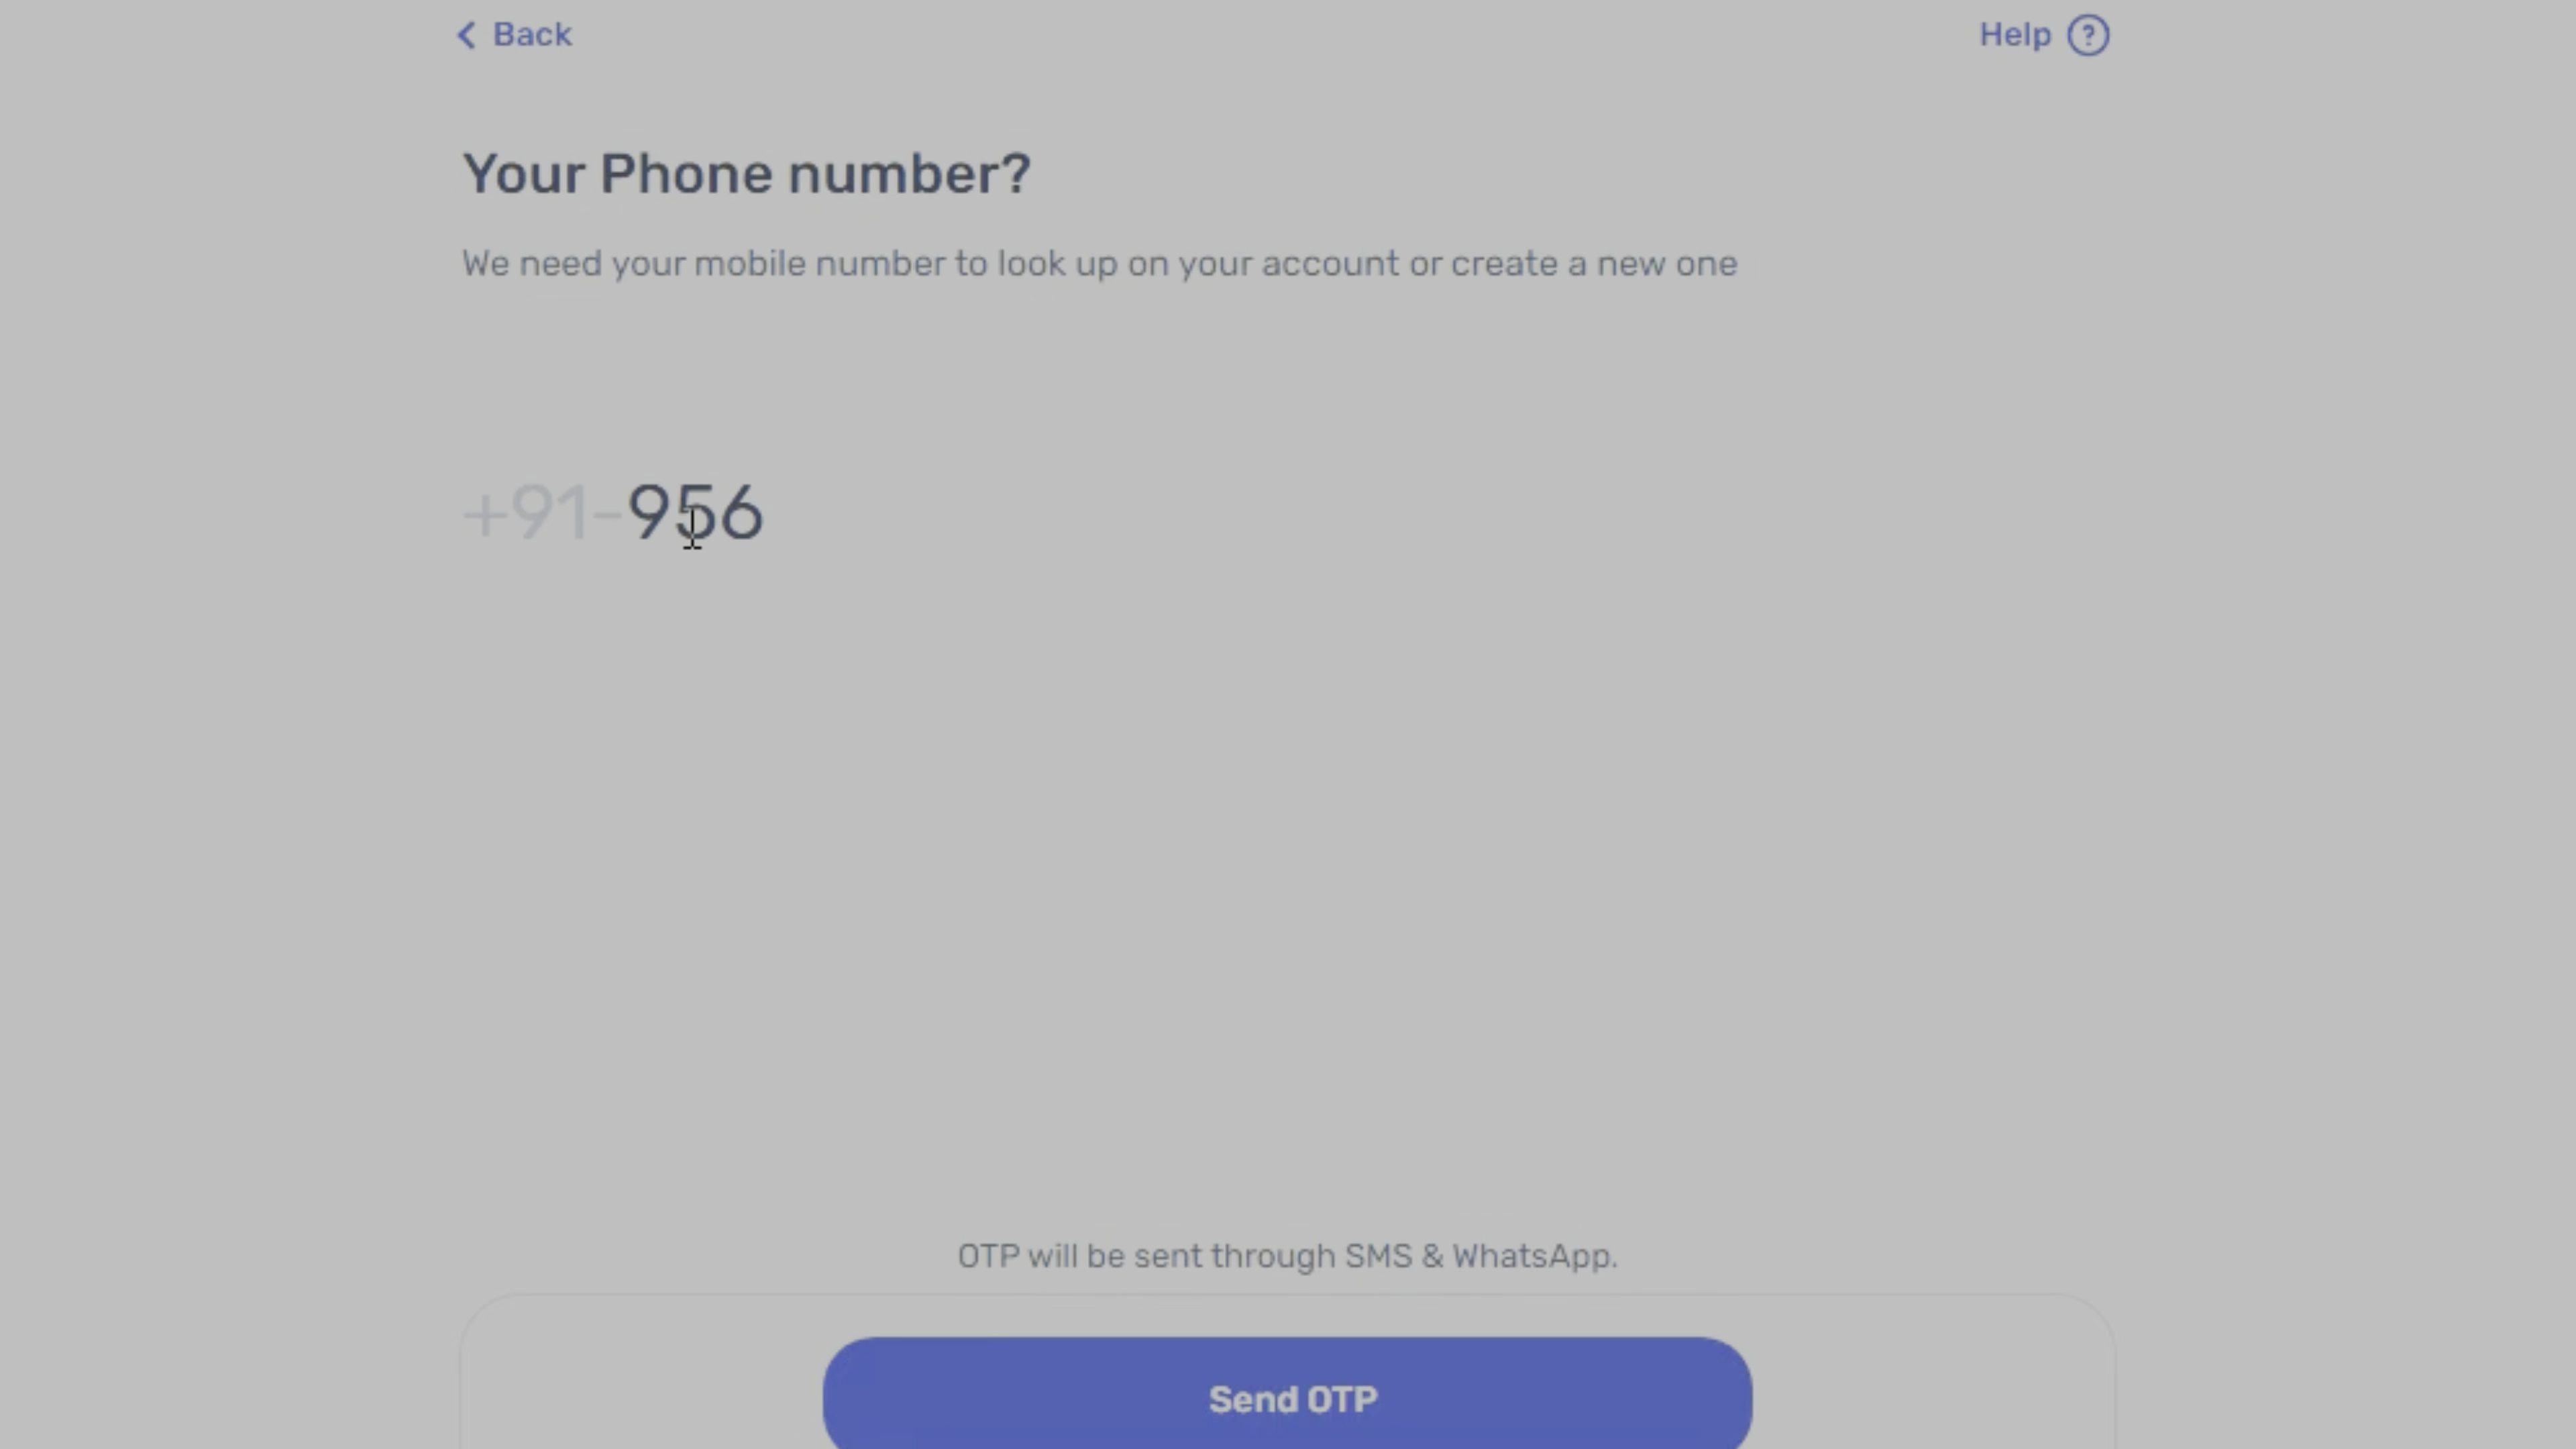 Back
Help ?
Your Phone number?
We need your mobile number to look up on your account or create a new one
+91-956
OTP will be sent through SMS & WhatsApp.
Send OTP